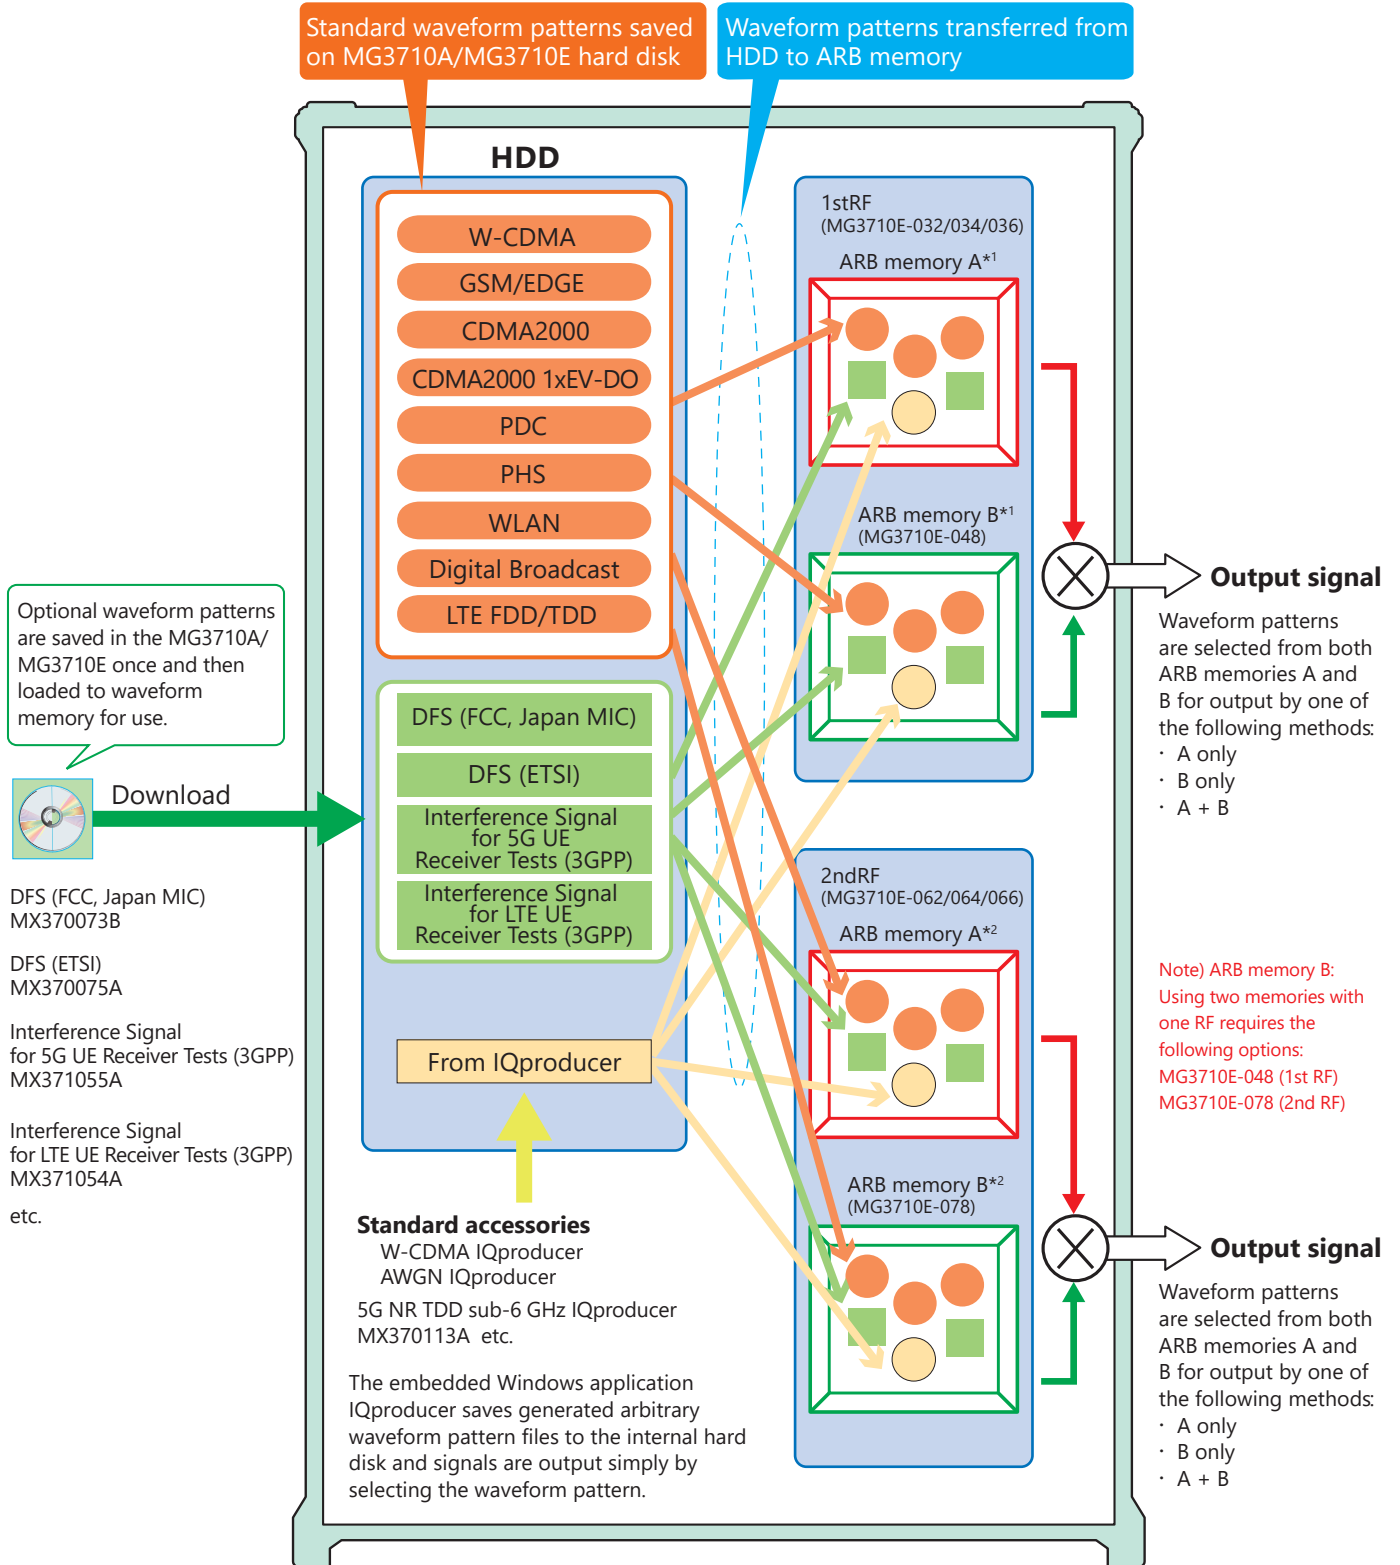 Standard waveform patterns saved
on MG3710A/MG3710E hard disk
Waveform patterns transferred from
HDD to ARB memory
HDD
W-CDMA
GSM/EDGE
CDMA2000
CDMA2000 1xEV-DO
PDC
PHS
WLAN
Digital Broadcast
LTE FDD/TDD
DFS (FCC, Japan MIC)
DFS (ETSI)
Interference Signal
for 5G UE
Receiver Tests (3GPP)
Interference Signal
for LTE UE
Receiver Tests (3GPP)
From IQproducer
Optional waveform patterns
are saved in the MG3710A/
MG3710E once and then
loaded to waveform
memory for use.
Download
DFS (FCC, Japan MIC)
MX370073B
DFS (ETSI)
MX370075A
Interference Signal
for 5G UE Receiver Tests (3GPP)
MX371055A
Interference Signal
for LTE UE Receiver Tests (3GPP)
MX371054A
etc.
Standard accessories
W-CDMA IQproducer
AWGN IQproducer
5G NR TDD sub-6 GHz IQproducer
MX370113A etc.
The embedded Windows application
IQproducer saves generated arbitrary
waveform pattern files to the internal hard
disk and signals are output simply by
selecting the waveform pattern.
1stRF
(MG3710E-032/034/036)
ARB memory A*1
ARB memory B*1
(MG3710E-048)
2ndRF
(MG3710E-062/064/066)
ARB memory A*2
ARB memory B*2
(MG3710E-078)
Output signal
Waveform patterns
are selected from both
ARB memories A and
B for output by one of
the following methods:
· A only
· B only
· A + B
Note) ARB memory B:
Using two memories with
one RF requires the
following options:
MG3710E-048 (1st RF)
MG3710E-078 (2nd RF)
Output signal
Waveform patterns
are selected from both
ARB memories A and
B for output by one of
the following methods:
· A only
· B only
· A + B